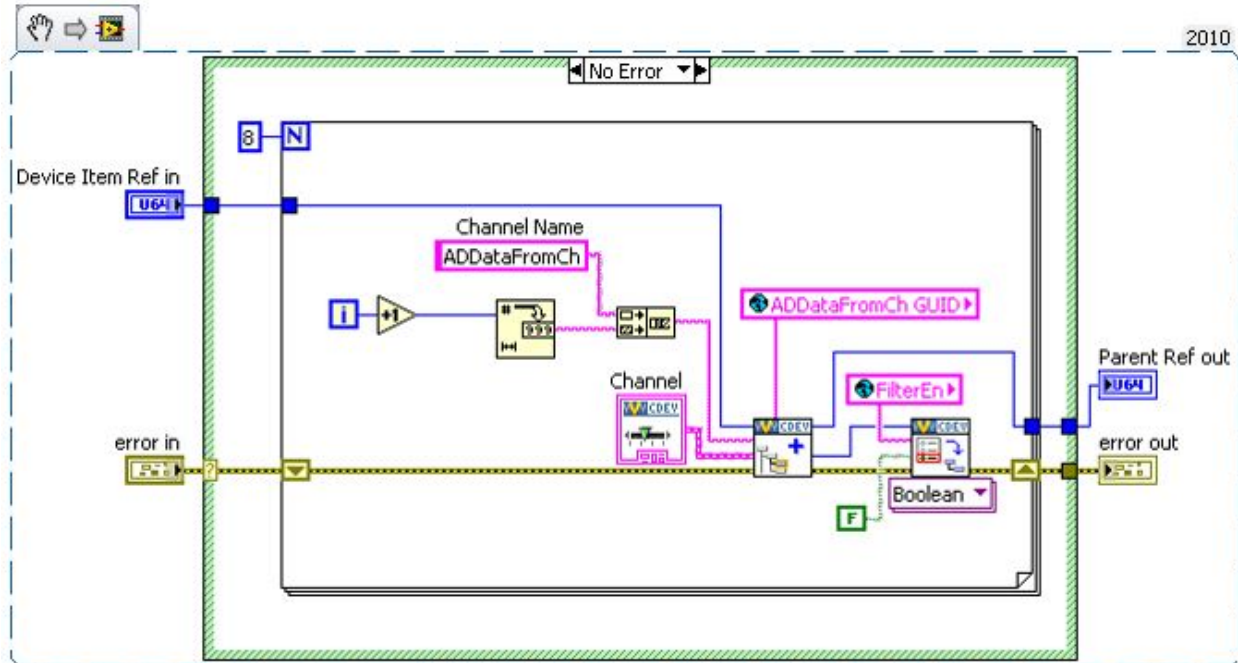 2010
No Error
8
N
Device Item Ref in
U64
Channel Name
ADDataFromCh
i
+1
#
999
ADDataFromCh GUID
Parent Ref out
U64
Channel
CDEV
FilterEn
CDEV
CDEV
error in
?
error out
Boolean
F